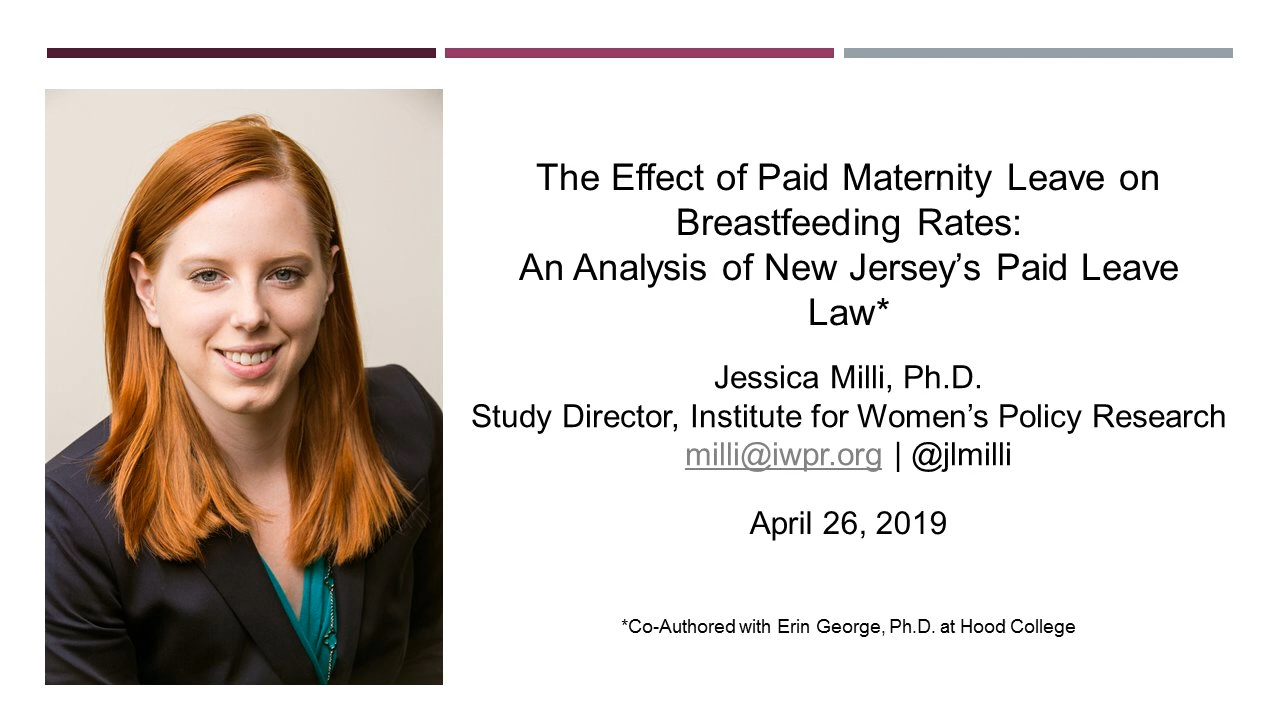 The Effect of Paid Maternity Leave on
Breastfeeding Rates:
An Analysis of New Jersey’s Paid Leave
Law*
Jessica Milli, Ph.D.
Study Director, Institute for Women’s Policy Research
milli@iwpr.org | @jlmilli
April 26, 2019
*Co-Authored with Erin George, Ph.D. at Hood College